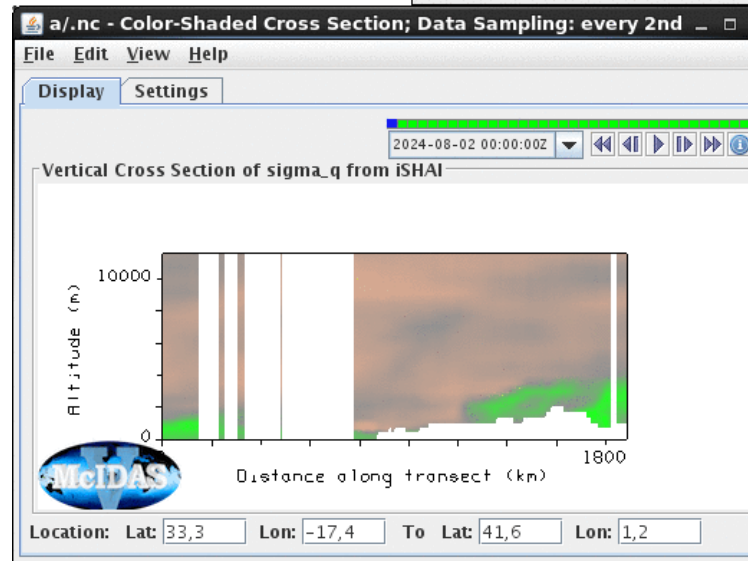 a/.nc - Color-Shaded Cross Section; Data Sampling: every 2nd
File Edit View Help
Display Settings
2024-08-02 00:00:00Z
Vertical Cross Section of sigma_q from iSHAI
10000
Altitude (m)
0
1800
Distance along transect (km)
McIDAS V
Location: Lat: 33,3 Lon: -17,4 To Lat: 41,6 Lon: 1,2